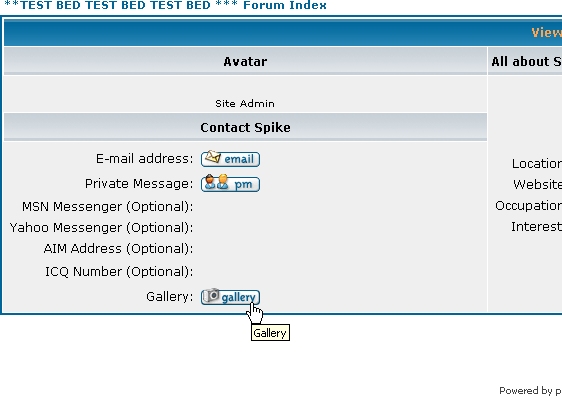 **TEST BED TEST BED TEST BED *** Forum Index
View
Avatar
All about S
Site Admin
Contact Spike
E-mail address: email
Private Message: pm
MSN Messenger (Optional):
Yahoo Messenger (Optional):
AIM Address (Optional):
ICQ Number (Optional):
Gallery: gallery
Location
Website
Occupation
Interest
Gallery
Powered by p